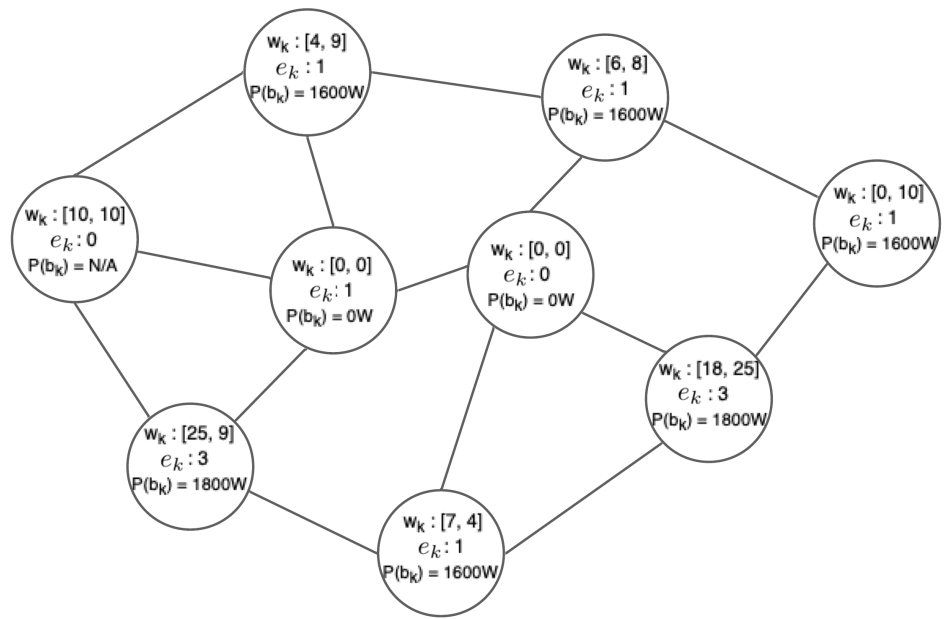 wₖ : [4, 9]
eₖ : 1
P(bₖ) = 1600W
wₖ : [6, 8]
eₖ : 1
P(bₖ) = 1600W
wₖ : [0, 10]
eₖ : 1
P(bₖ) = 1600W
wₖ : [10, 10]
eₖ : 0
P(bₖ) = N/A
wₖ : [0, 0]
eₖ : 1
P(bₖ) = 0W
wₖ : [0, 0]
eₖ : 0
P(bₖ) = 0W
wₖ : [18, 25]
eₖ : 3
P(bₖ) = 1800W
wₖ : [25, 9]
eₖ : 3
P(bₖ) = 1800W
wₖ : [7, 4]
eₖ : 1
P(bₖ) = 1600W